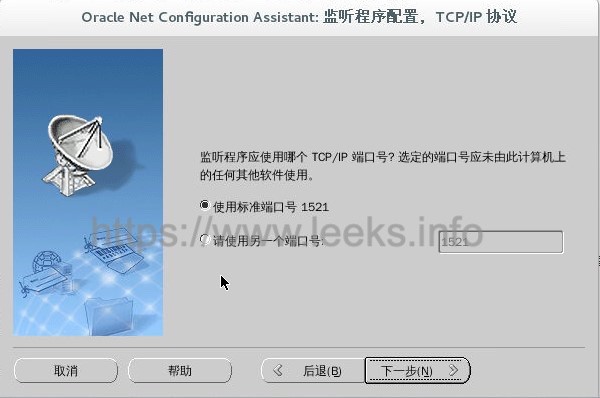 Oracle Net Configuration Assistant: 监听程序配置，TCP/IP 协议
监听程序应使用哪个 TCP/IP 端口号? 选定的端口号应未由此计算机上
的任何其他软件使用。
使用标准端口号 1521
https://www.leeks.info
请使用另一个端口号:
1521
取消
帮助
后退(B)
下一步(N)